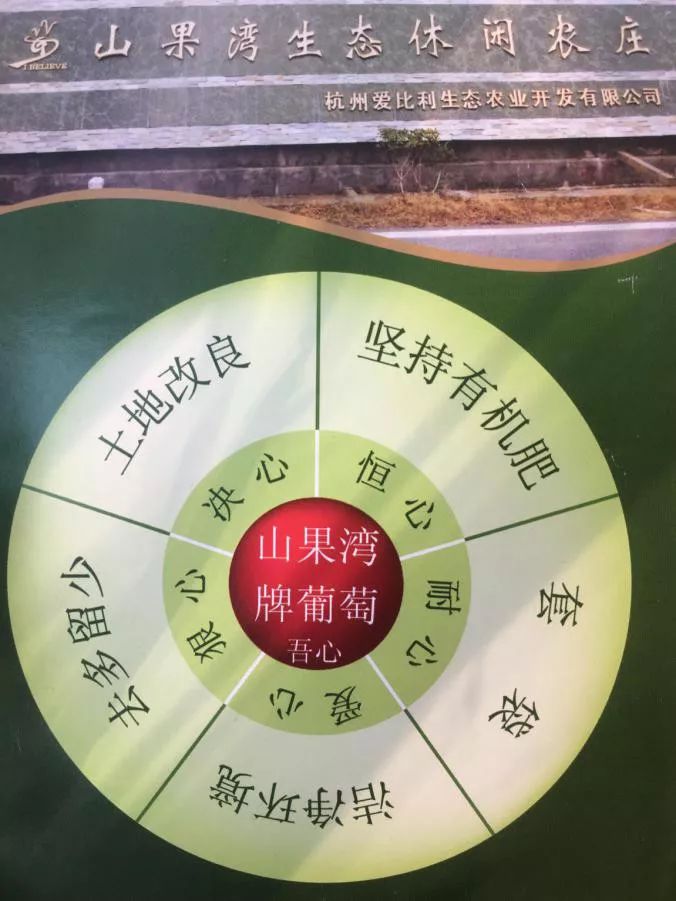 山果湾生态休闲农庄
I BELIEVE
杭州爱比利生态农业开发有限公司
土地改良
坚持有机肥
套袋
洁净环境
去多留少
决心
恒心
耐心
爱心
狠心
山果湾
牌葡萄
吾心